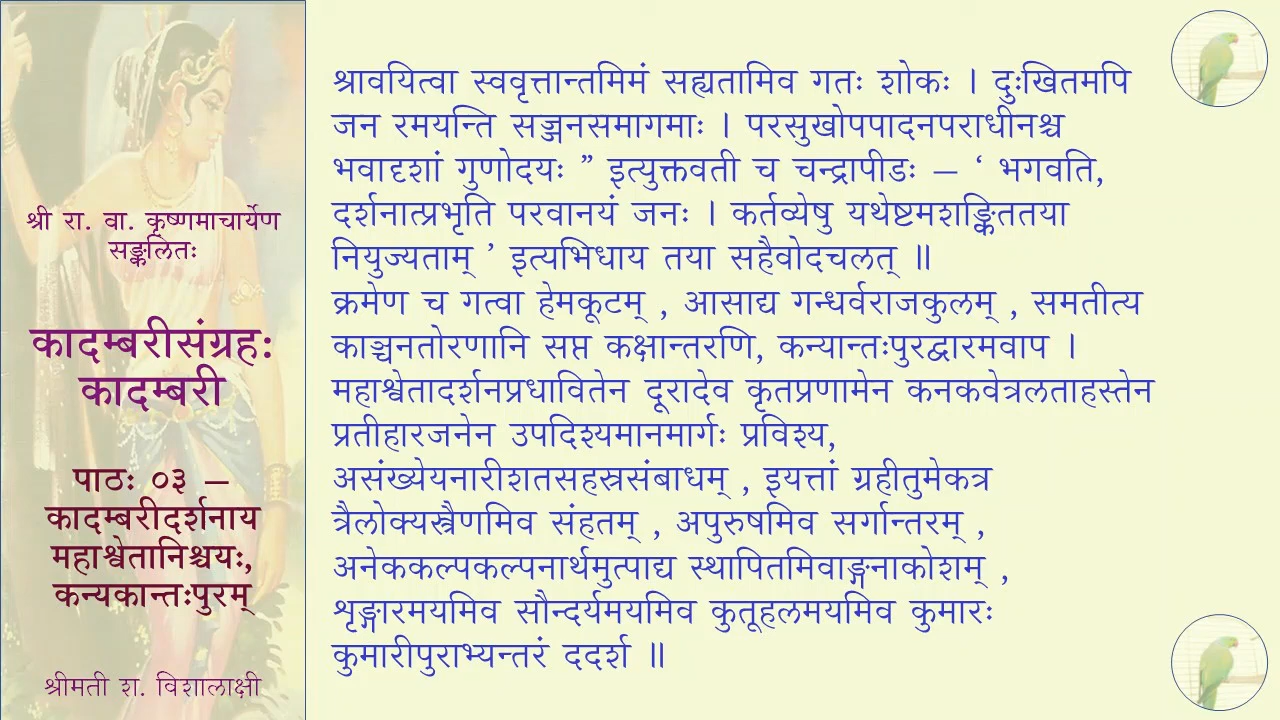 श्री रा. वा. कृष्णमाचार्येण
सङ्कलितः
कादम्बरीसंग्रहः
कादम्बरी
पाठः ०३ –
कादम्बरीदर्शनाय
महाश्वेतानिश्चयः,
कन्यकान्तःपुरम्
श्रीमती श. विशालाक्षी
श्रावयित्वा स्ववृत्तान्तमिमं सह्यतामिव गतः शोकः । दुःखितमपि
जन रमयन्ति सज्जनसमागमाः । परसुखोपपादनपराधीनश्च
भवादृशां गुणोदयः ” इत्युक्तवती च चन्द्रापीडः – ‘ भगवति,
दर्शनात्प्रभृति परवानयं जनः । कर्तव्येषु यथेष्टमशङ्किततया
नियुज्यताम् ’ इत्यभिधाय तया सहैवोदचलत् ॥
क्रमेण च गत्वा हेमकूटम् , आसाद्य गन्धर्वराजकुलम् , समतीत्य
काञ्चनतोरणानि सप्त कक्षान्तरणि, कन्यान्तःपुरद्वारमवाप ।
महाश्वेतादर्शनप्रधावितेन दूरादेव कृतप्रणामेन कनकवेत्रलताहस्तेन
प्रतीहारजनेन उपदिश्यमानमार्गः प्रविश्य,
असंख्येयनारीशतसहस्रसंबाधम् , इयत्तां ग्रहीतुमेकत्र
त्रैलोक्यस्त्रैणमिव संहतम् , अपुरुषमिव सर्गान्तरम् ,
अनेककल्पकल्पनार्थमुत्पाद्य स्थापितमिवाङ्गनाकोशम् ,
शृङ्गारमयमिव सौन्दर्यमयमिव कुतूहलमयमिव कुमारः
कुमारीपुराभ्यन्तरं ददर्श ॥